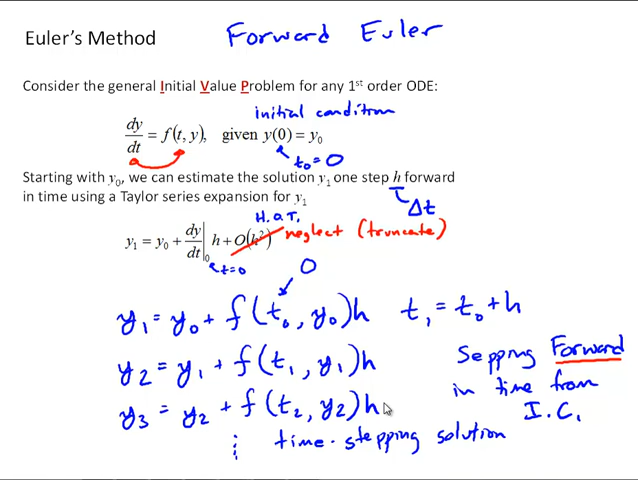 Euler's Method Forward Euler
Consider the general Initial Value Problem for any 1st order ODE:
initial condition
dy/dt = f(t, y), given y(0) = y₀
t₀ = 0
Starting with y₀, we can estimate the solution y₁ one step h forward
in time using a Taylor series expansion for y₁
Δt
H.O.T.
y₁ = y₀ + dy/dt|₀ h + O(h²) neglect (truncate)
t=0
0
y₁ = y₀ + f(t₀, y₀)h t₁ = t₀ + h
y₂ = y₁ + f(t₁, y₁)h
Sepping Forward
in time from
I.C.
y₃ = y₂ + f(t₂, y₂)h
⋮ time-stepping solution